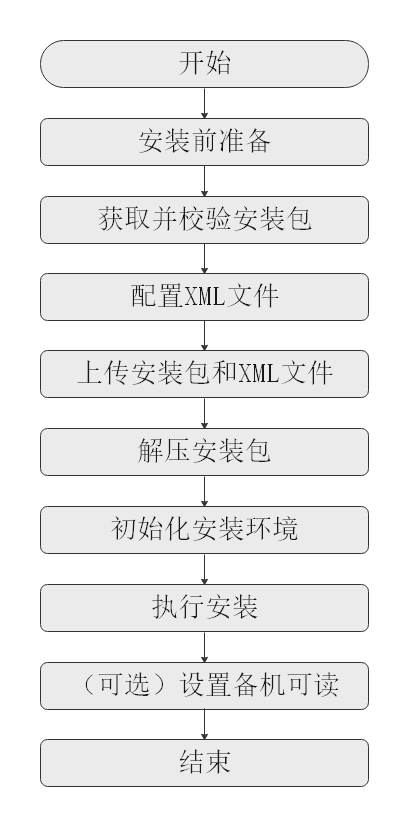 开始
安装前准备
获取并校验安装包
配置XML文件
上传安装包和XML文件
解压安装包
初始化安装环境
执行安装
（可选）设置备机可读
结束